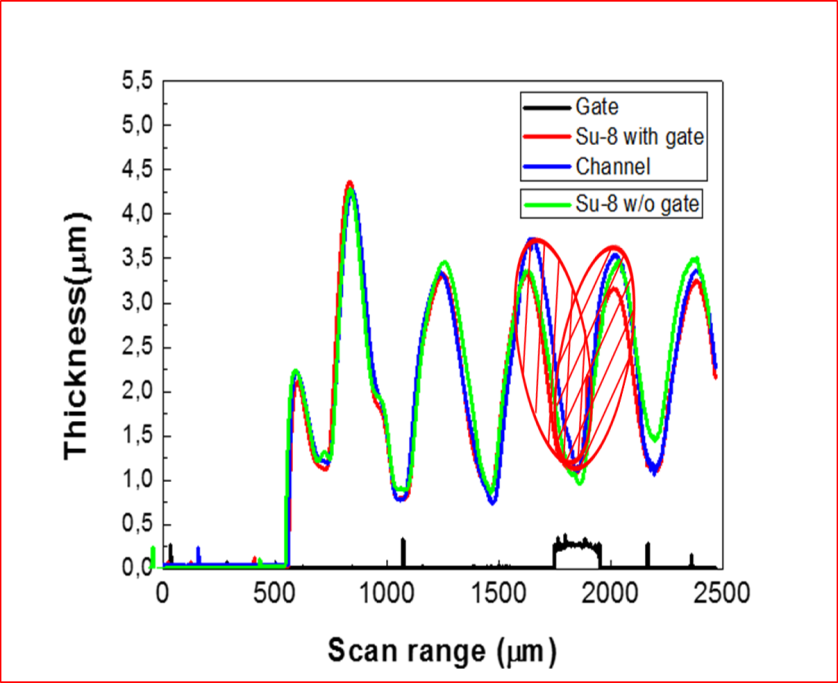 5,5
5,0
4,5
4,0
3,5
3,0
2,5
2,0
1,5
1,0
0,5
0,0
Thickness(μm)
Gate
Su-8 with gate
Channel
Su-8 w/o gate
0 500 1000 1500 2000 2500
Scan range (μm)